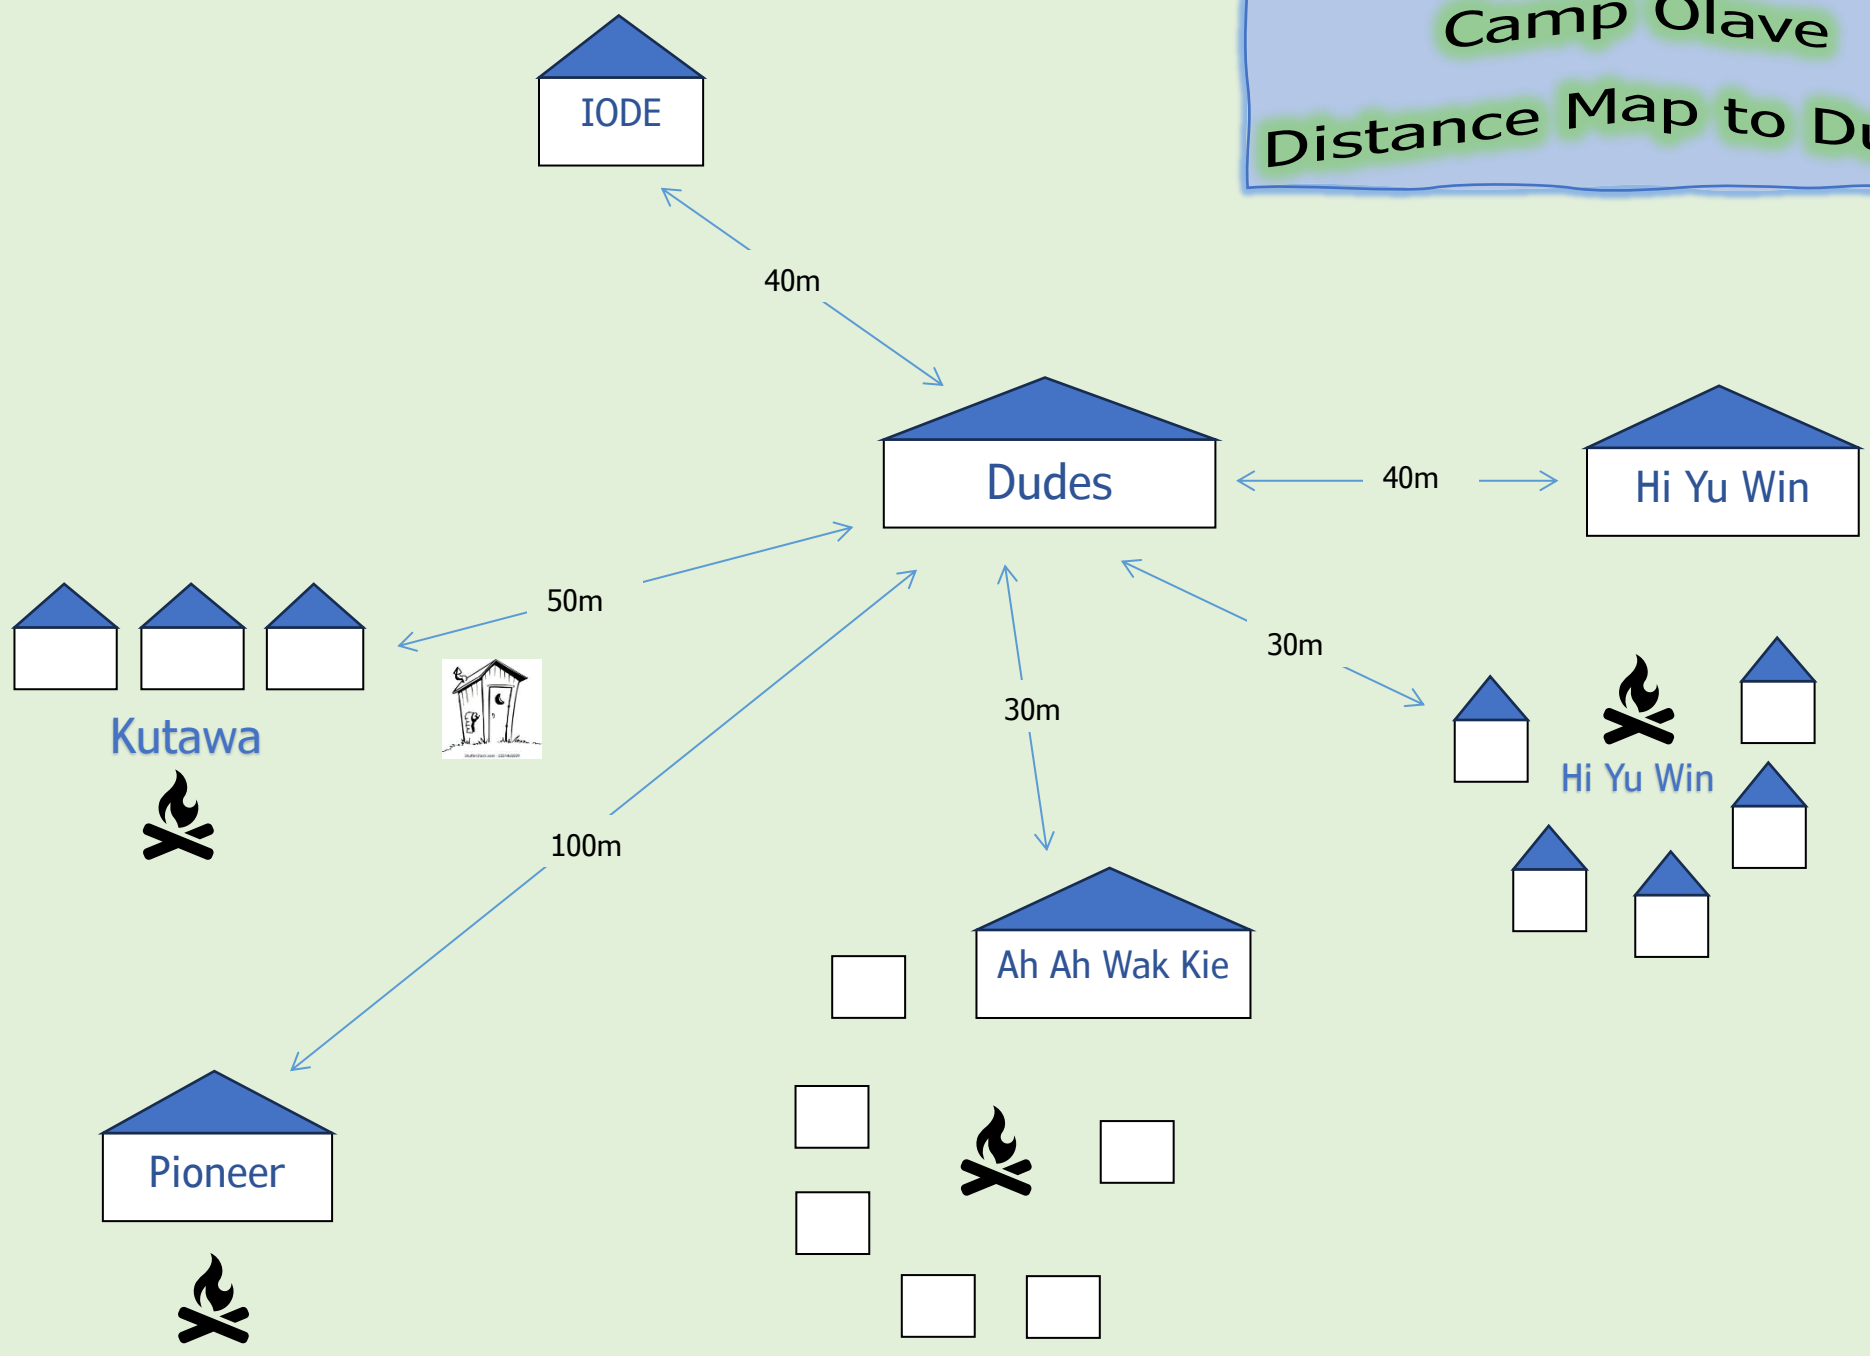 Camp Olave
Distance Map to
IODE
40m
Dudes
40m
Hi Yu Win
50m
30m
Kutawa
30m
Hi Yu Win
100m
Ah Ah Wak Kie
Pioneer